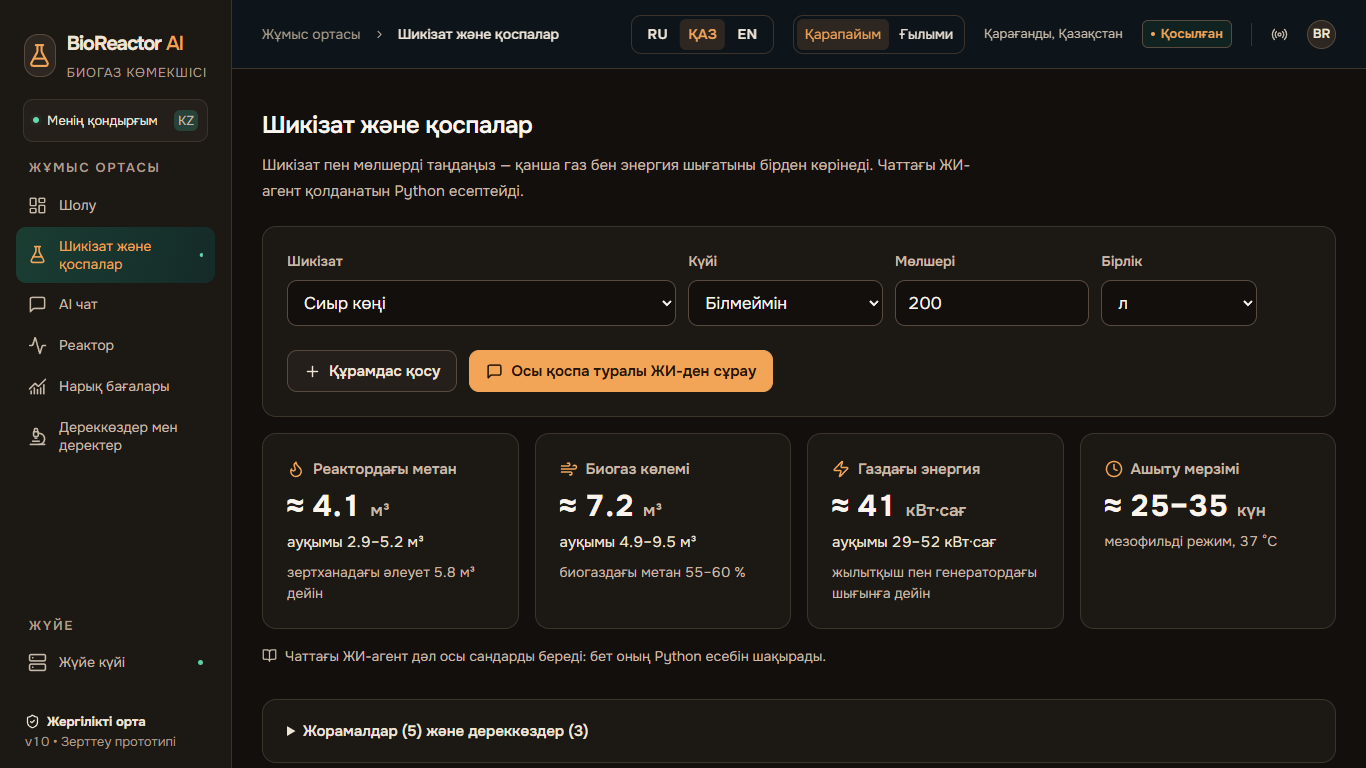 BioReactor AI
БИОГАЗ КӨМЕКШІСІ
Менің қондырғым KZ
ЖҰМЫС ОРТАСЫ
Шолу
Шикізат және
қоспалар
AI чат
Реактор
Нарық бағалары
Дереккөздер мен
деректер
ЖҮЙЕ
Жүйе күйі
Жергілікті орта
v10 • Зерттеу прототипі
Жұмыс ортасы › Шикізат және қоспалар
RU ҚАЗ EN
Қарапайым Ғылыми
Қарағанды, Қазақстан
• Қосылған
BR
Шикізат және қоспалар
Шикізат пен мөлшерді таңдаңыз — қанша газ бен энергия шығатыны бірден көрінеді. Чаттағы ЖИ-
агент қолданатын Python есептейді.
Шикізат Күйі Мөлшері Бірлік
Сиыр көңі Білмеймін 200 л
+ Құрамдас қосу Осы қоспа туралы ЖИ-ден сұрау
Реактордағы метан
≈ 4.1 м³
ауқымы 2.9–5.2 м³
зертханадағы әлеует 5.8 м³
дейін
Биогаз көлемі
≈ 7.2 м³
ауқымы 4.9–9.5 м³
биогаздағы метан 55–60 %
Газдағы энергия
≈ 41 кВт·сағ
ауқымы 29–52 кВт·сағ
жылытқыш пен генератордағы
шығынға дейін
Ашыту мерзімі
≈ 25–35 күн
мезофильді режим, 37 °C
Чаттағы ЖИ-агент дәл осы сандарды береді: бет оның Python есебін шақырады.
Жорамалдар (5) және дереккөздер (3)